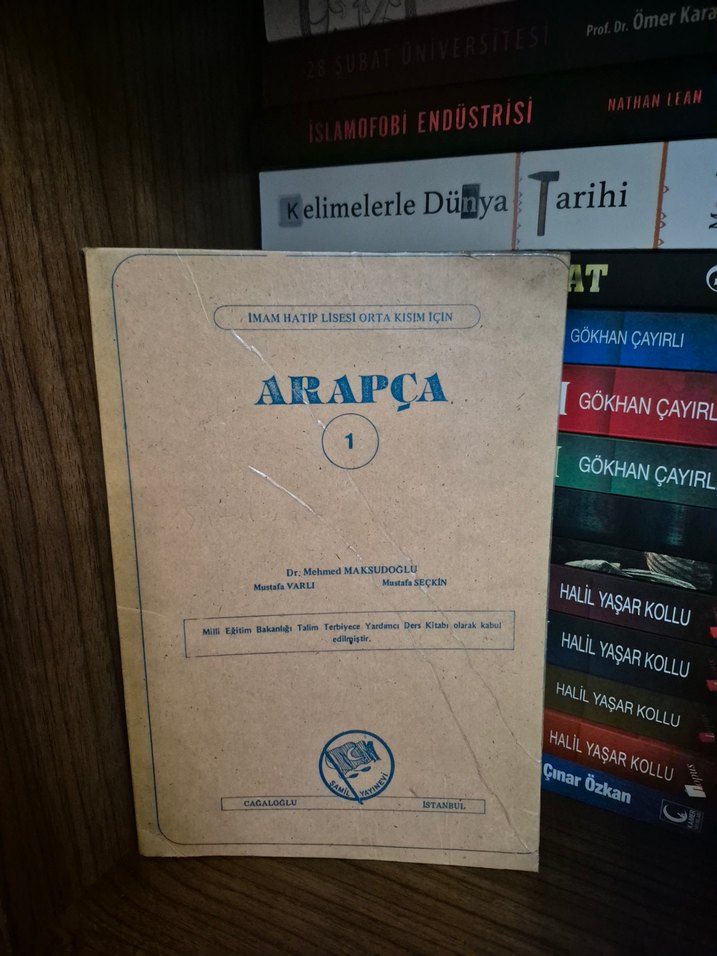 28 ŞUBAT ÜNİVERSİTESİ
Prof. Dr. Ömer Kara
İSLAMOFOBİ ENDÜSTRİSİ
NATHAN LEAN
Kelimelerle Dünya Tarihi
AT
GÖKHAN ÇAYIRLI
GÖKHAN ÇAYIRL
GÖKHAN ÇAYIRL
HALİL YAŞAR KOLLU
HALİL YAŞAR KOLLU
HALİL YAŞAR KOLLU
HALİL YAŞAR KOLLU
Çınar Özkan
İMAM HATİP LİSESİ ORTA KISIM İÇİN
ARAPÇA
1
Dr. Mehmed MAKSUDOĞLU
Mustafa VARLI Mustafa SEÇKİN
Milli Eğitim Bakanlığı Talim Terbiyece Yardımcı Ders Kitabı olarak kabul
edilmiştir.
ŞAMİL YAYINEVİ
CAĞALOĞLU İSTANBUL